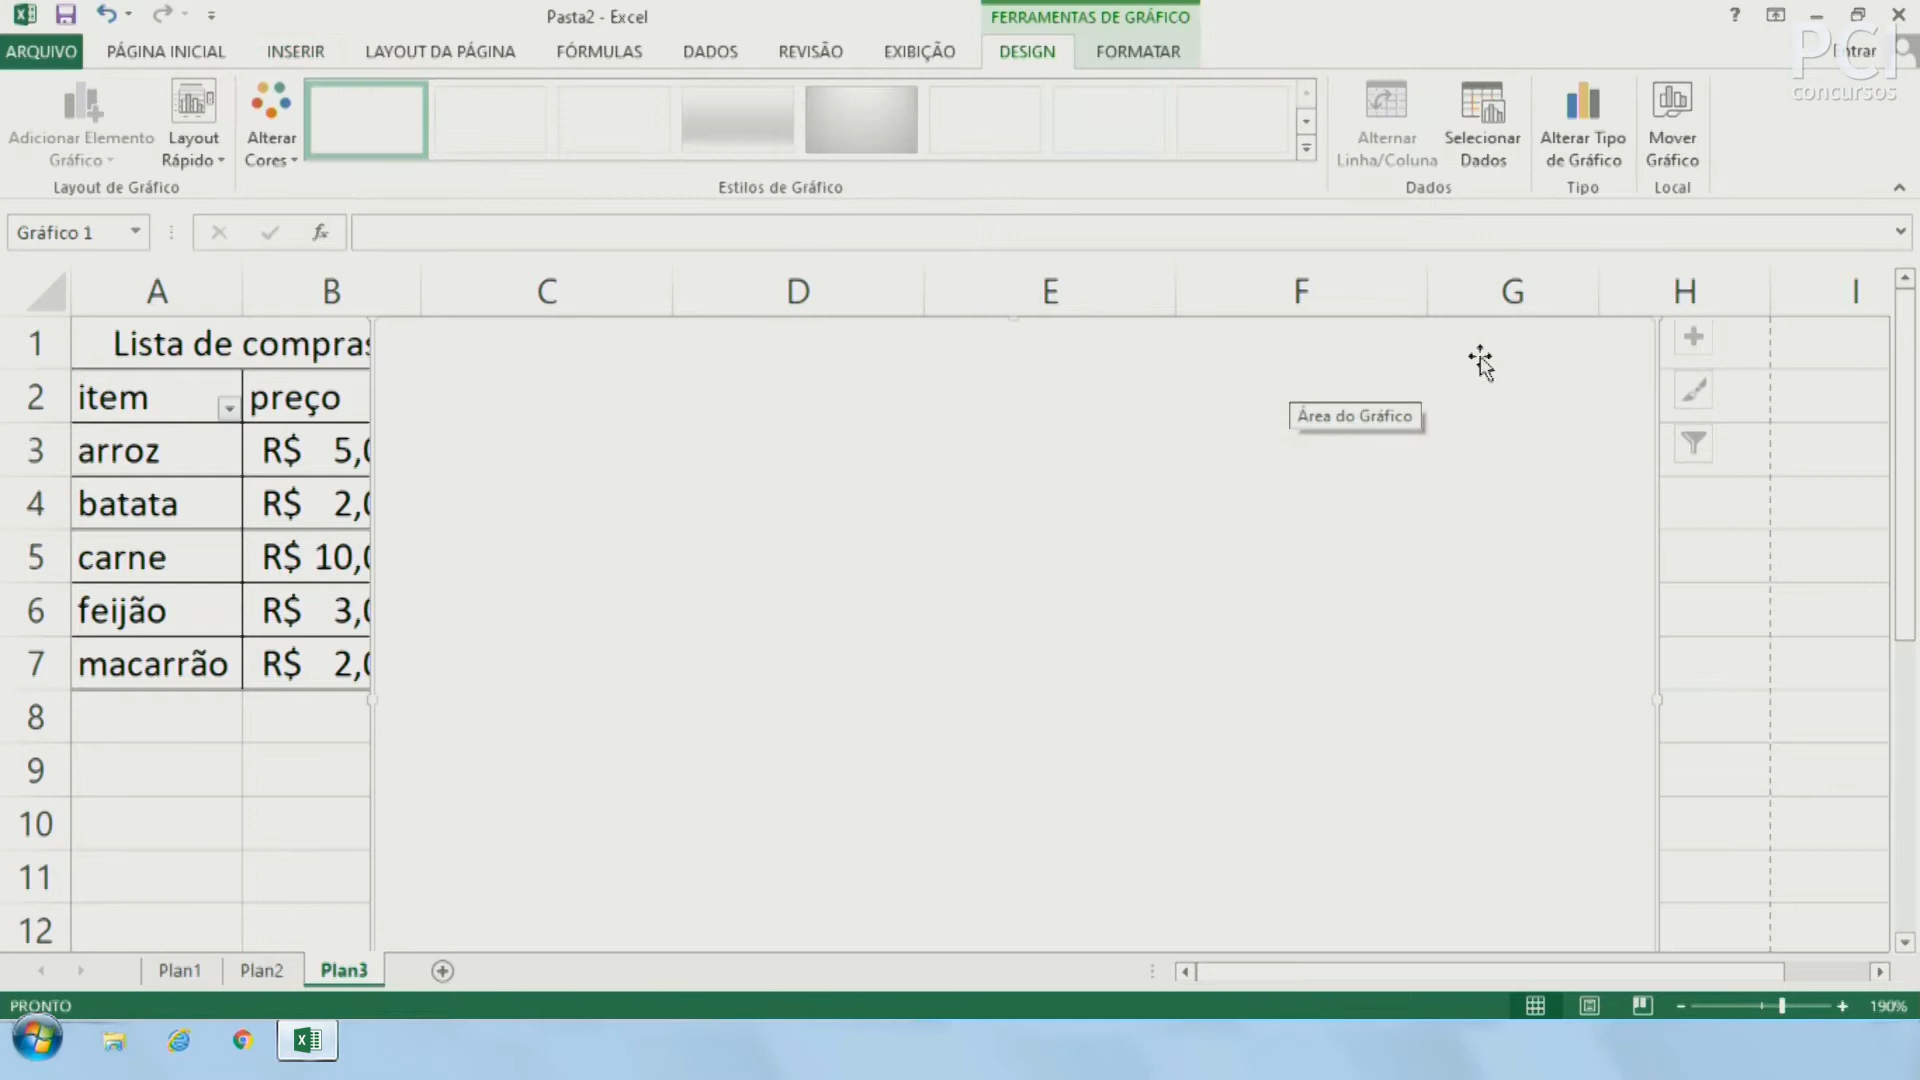 Pasta2 - Excel
FERRAMENTAS DE GRÁFICO
?
ARQUIVO
PÁGINA INICIAL
INSERIR
LAYOUT DA PÁGINA
FÓRMULAS
DADOS
REVISÃO
EXIBIÇÃO
DESIGN
FORMATAR
Entrar
PCI
concursos
Adicionar Elemento
Gráfico
Layout
Rápido
Alterar
Cores
Alternar
Linha/Coluna
Selecionar
Dados
Alterar Tipo
de Gráfico
Mover
Gráfico
Layout de Gráfico
Estilos de Gráfico
Dados
Tipo
Local
Gráfico 1
fx
A B C D E F G H I
1 Lista de compras
2 item preço
3 arroz R$ 5,0
4 batata R$ 2,0
5 carne R$ 10,0
6 feijão R$ 3,0
7 macarrão R$ 2,0
8
9
10
11
12
Área do Gráfico
Plan1
Plan2
Plan3
PRONTO
190%